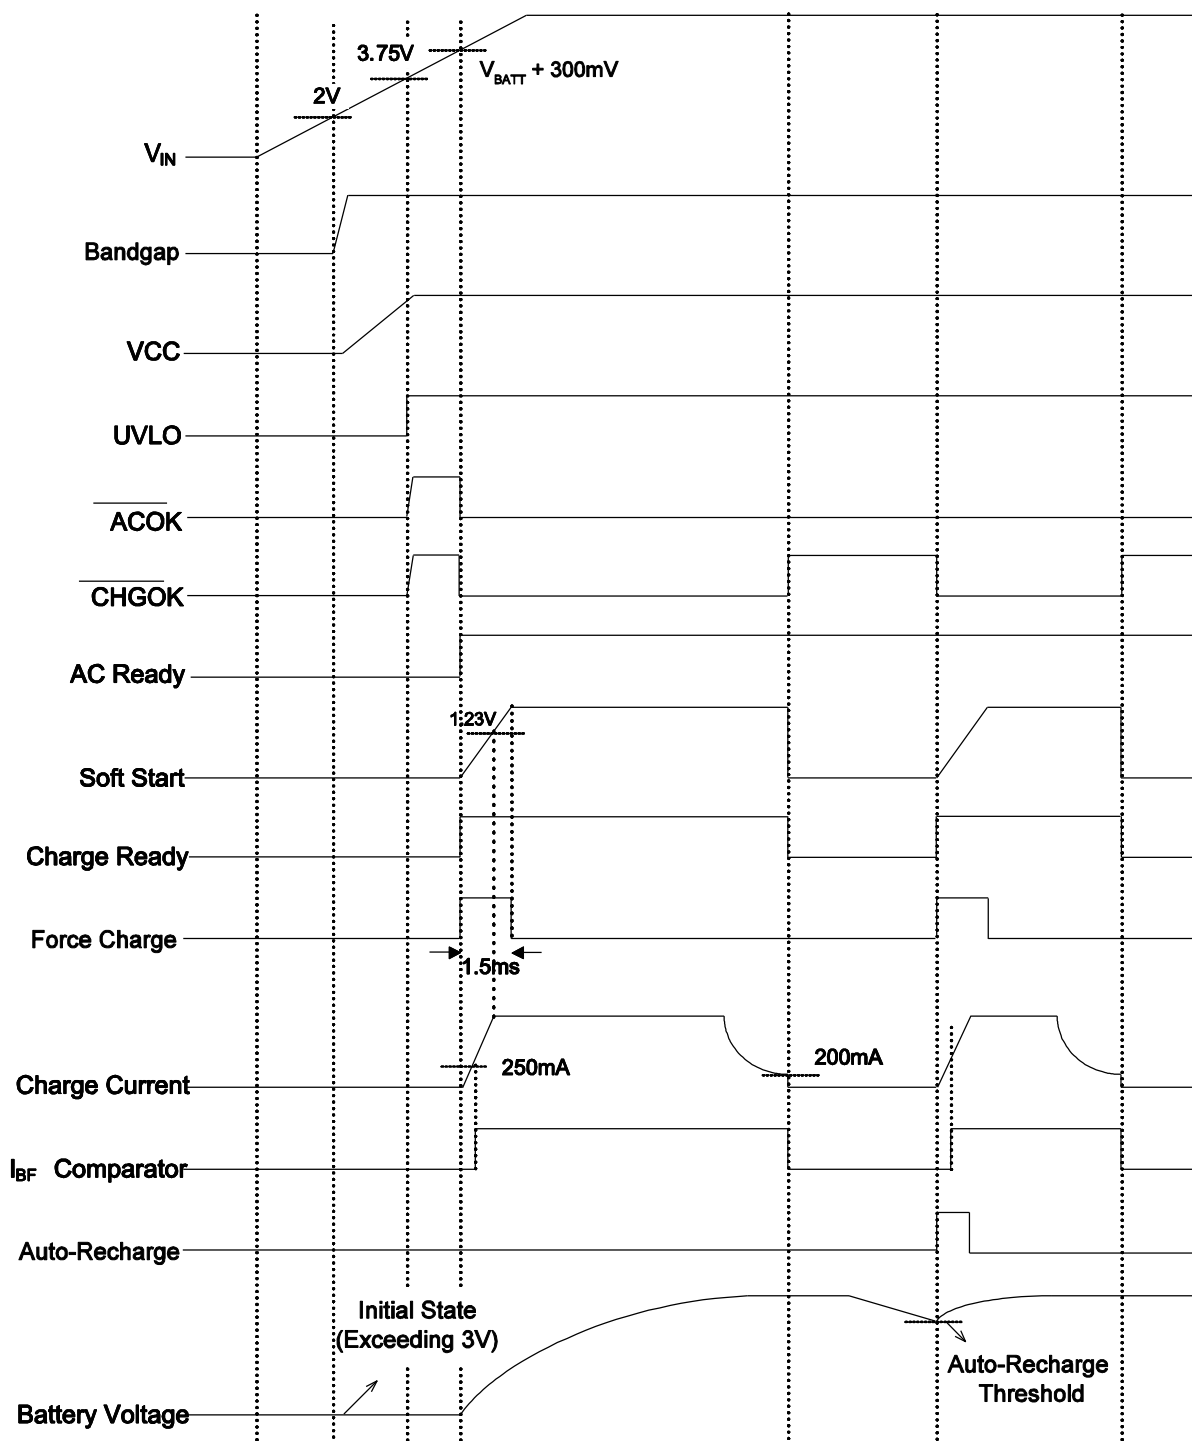 3.75V
V_BATT + 300mV
2V
V_IN
Bandgap
VCC
UVLO
ACOK
CHGOK
AC Ready
1.23V
Soft Start
Charge Ready
Force Charge
1.5ms
250mA
200mA
Charge Current
I_BF Comparator
Auto-Recharge
Initial State
(Exceeding 3V)
Auto-Recharge
Threshold
Battery Voltage